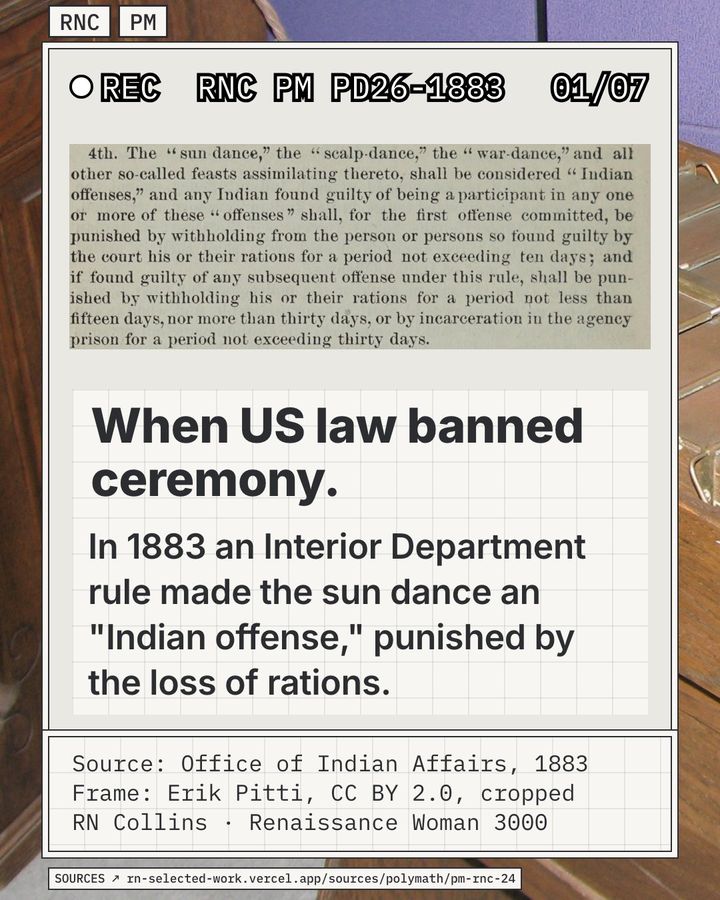 RNC PM
REC RNC PM PD26-1883 01/07
4th. The “sun dance,” the “scalp-dance,” the “war-dance,” and all
other so-called feasts assimilating thereto, shall be considered “Indian
offenses,” and any Indian found guilty of being a participant in any one
or more of these “offenses” shall, for the first offense committed, be
punished by withholding from the person or persons so found guilty by
the court his or their rations for a period not exceeding ten days; and
if found guilty of any subsequent offense under this rule, shall be pun-
ished by withholding his or their rations for a period not less than
fifteen days, nor more than thirty days, or by incarceration in the agency
prison for a period not exceeding thirty days.
When US law banned
ceremony.
In 1883 an Interior Department
rule made the sun dance an
"Indian offense," punished by
the loss of rations.
Source: Office of Indian Affairs, 1883
Frame: Erik Pitti, CC BY 2.0, cropped
RN Collins · Renaissance Woman 3000
SOURCES ↗ rn-selected-work.vercel.app/sources/polymath/pm-rnc-24